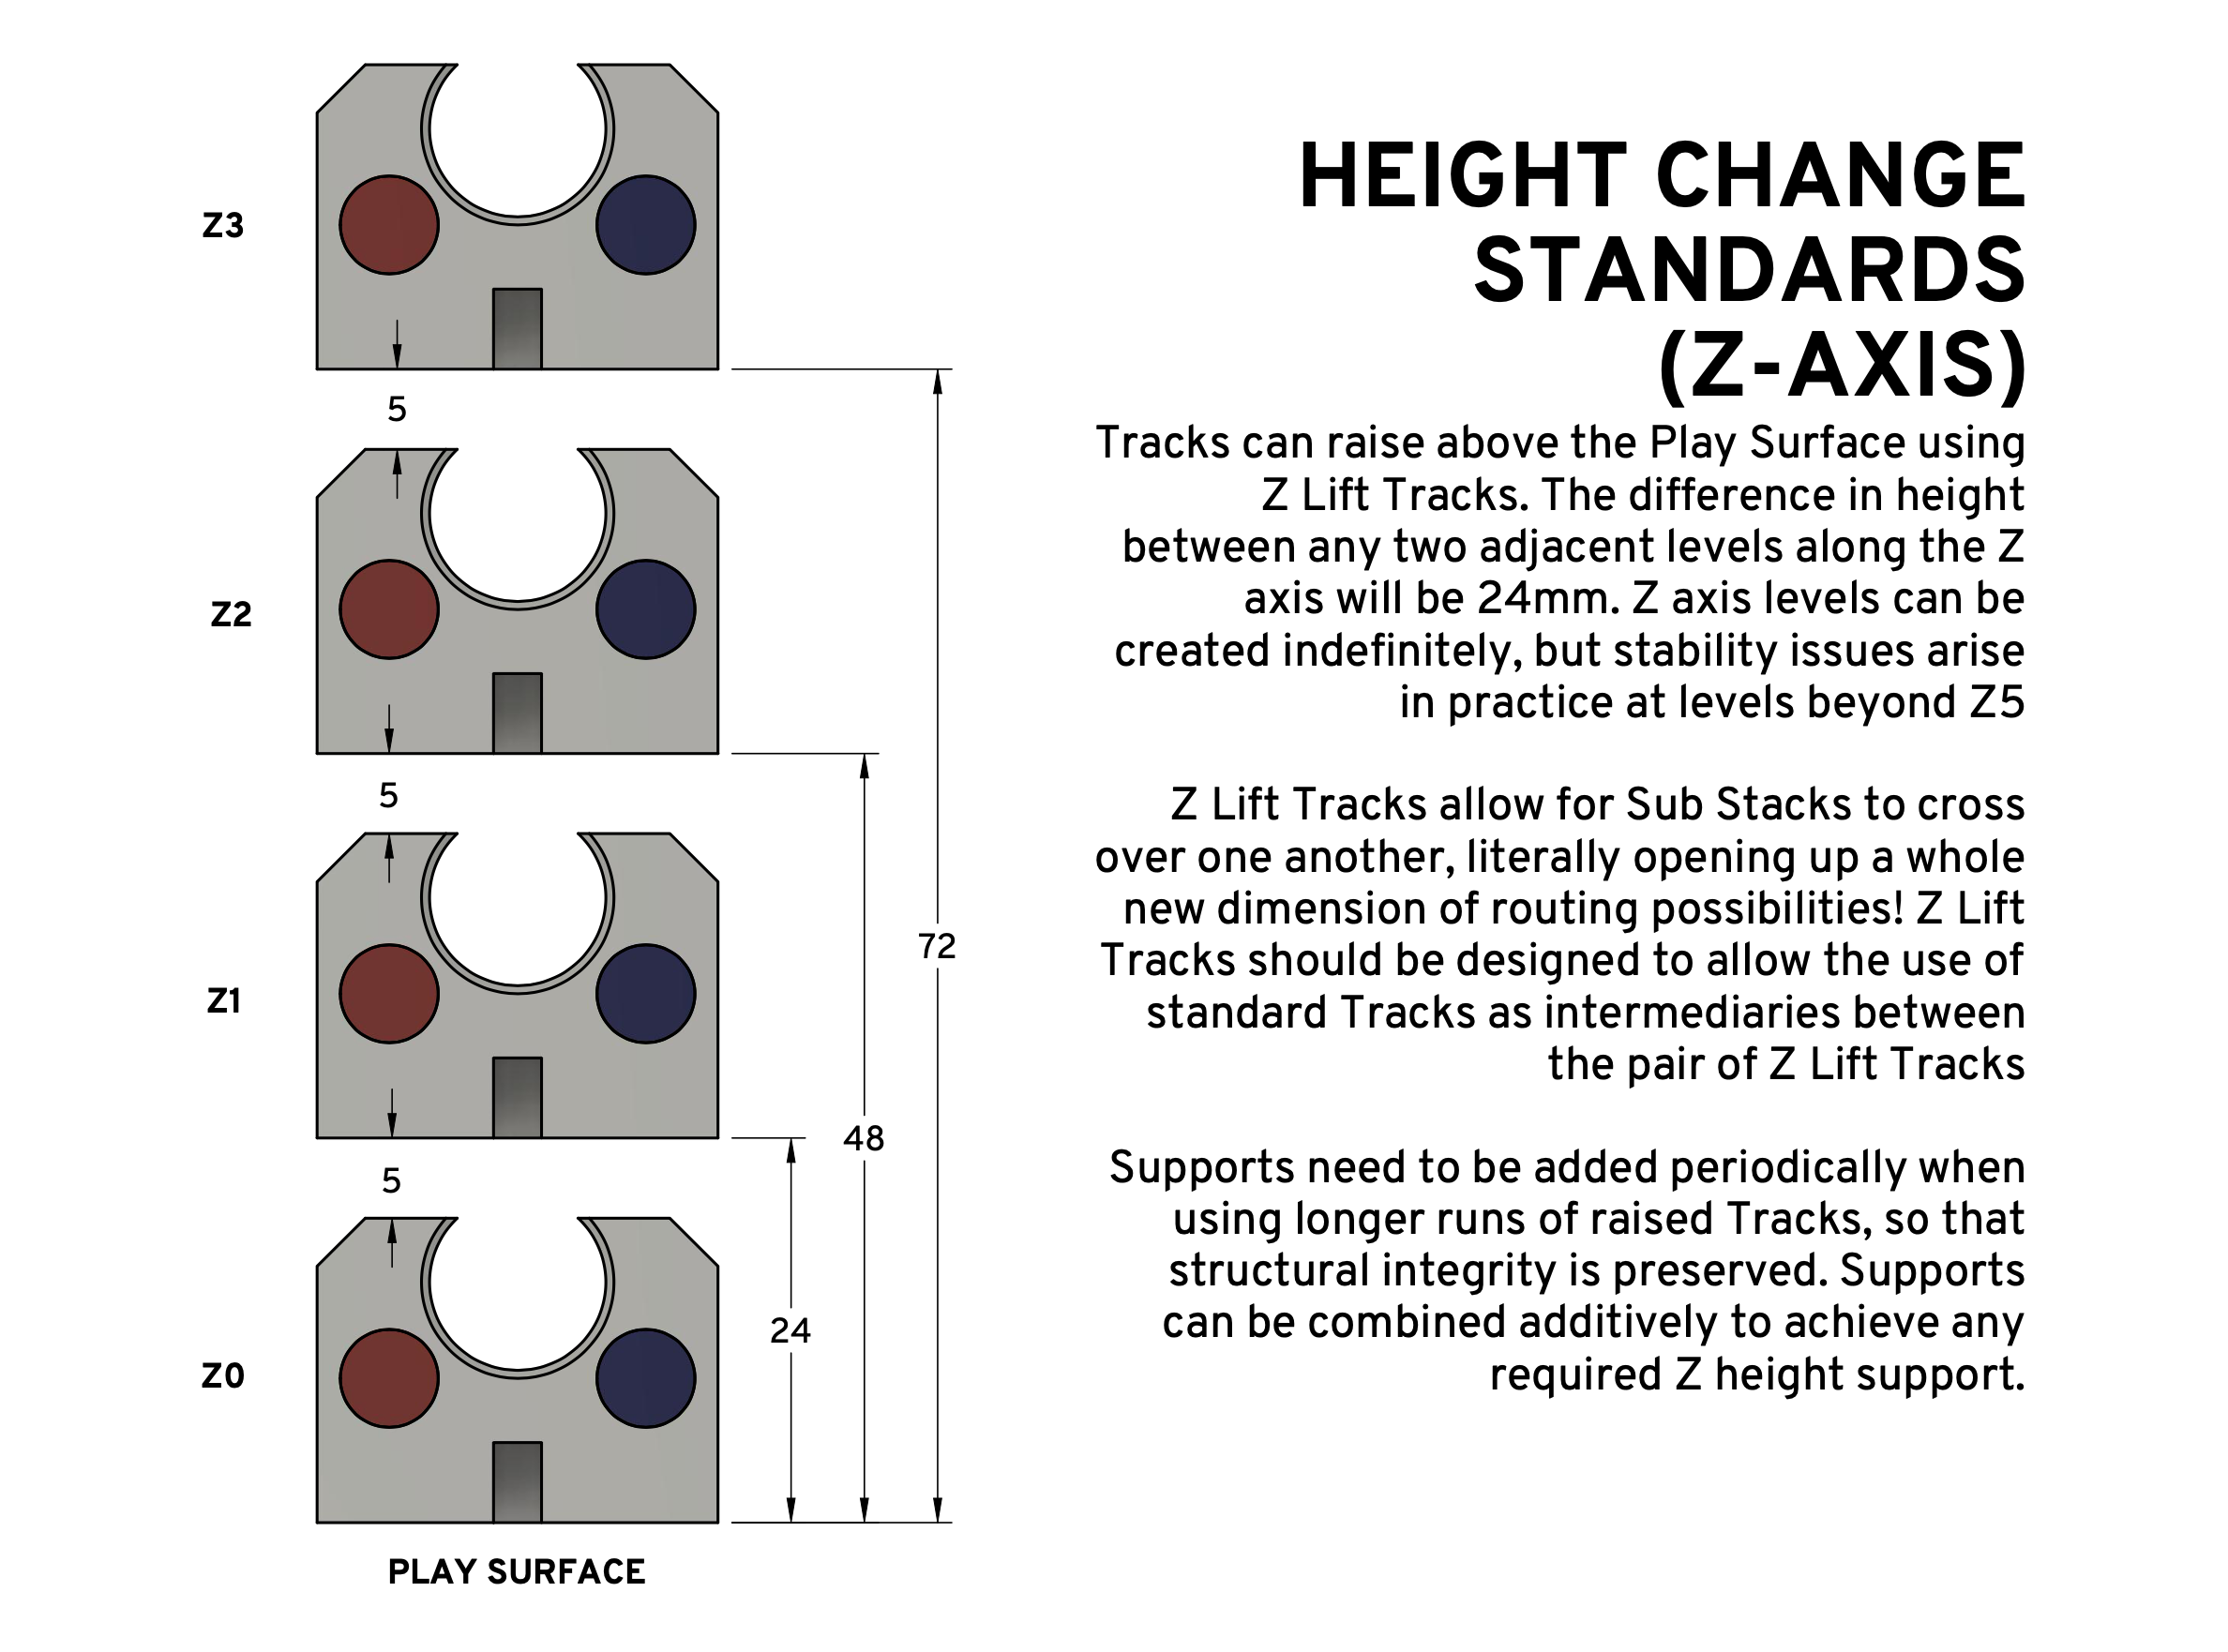 HEIGHT CHANGE
STANDARDS
(Z-AXIS)
Tracks can raise above the Play Surface using
Z Lift Tracks. The difference in height
between any two adjacent levels along the Z
axis will be 24mm. Z axis levels can be
created indefinitely, but stability issues arise
in practice at levels beyond Z5
Z Lift Tracks allow for Sub Stacks to cross
over one another, literally opening up a whole
new dimension of routing possibilities! Z Lift
Tracks should be designed to allow the use of
standard Tracks as intermediaries between
the pair of Z Lift Tracks
Supports need to be added periodically when
using longer runs of raised Tracks, so that
structural integrity is preserved. Supports
can be combined additively to achieve any
required Z height support.
Z3
5
Z2
5
72
Z1
48
5
24
Z0
PLAY SURFACE